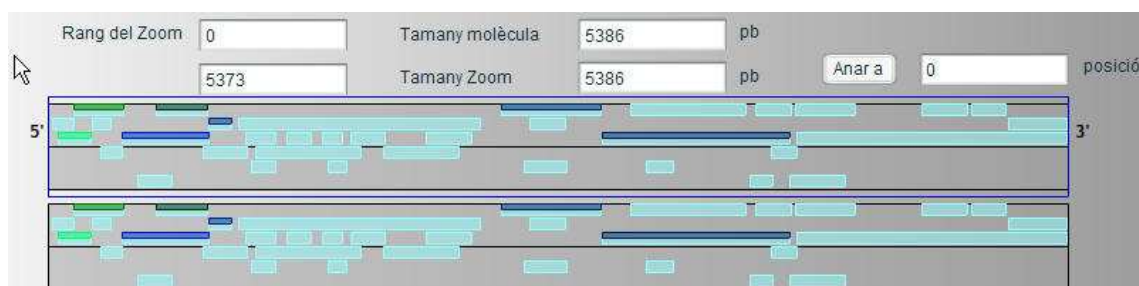 Rang del Zoom 0 Tamany molècula 5386 pb
5373 Tamany Zoom 5386 pb Anar a 0 posició
5' 3'